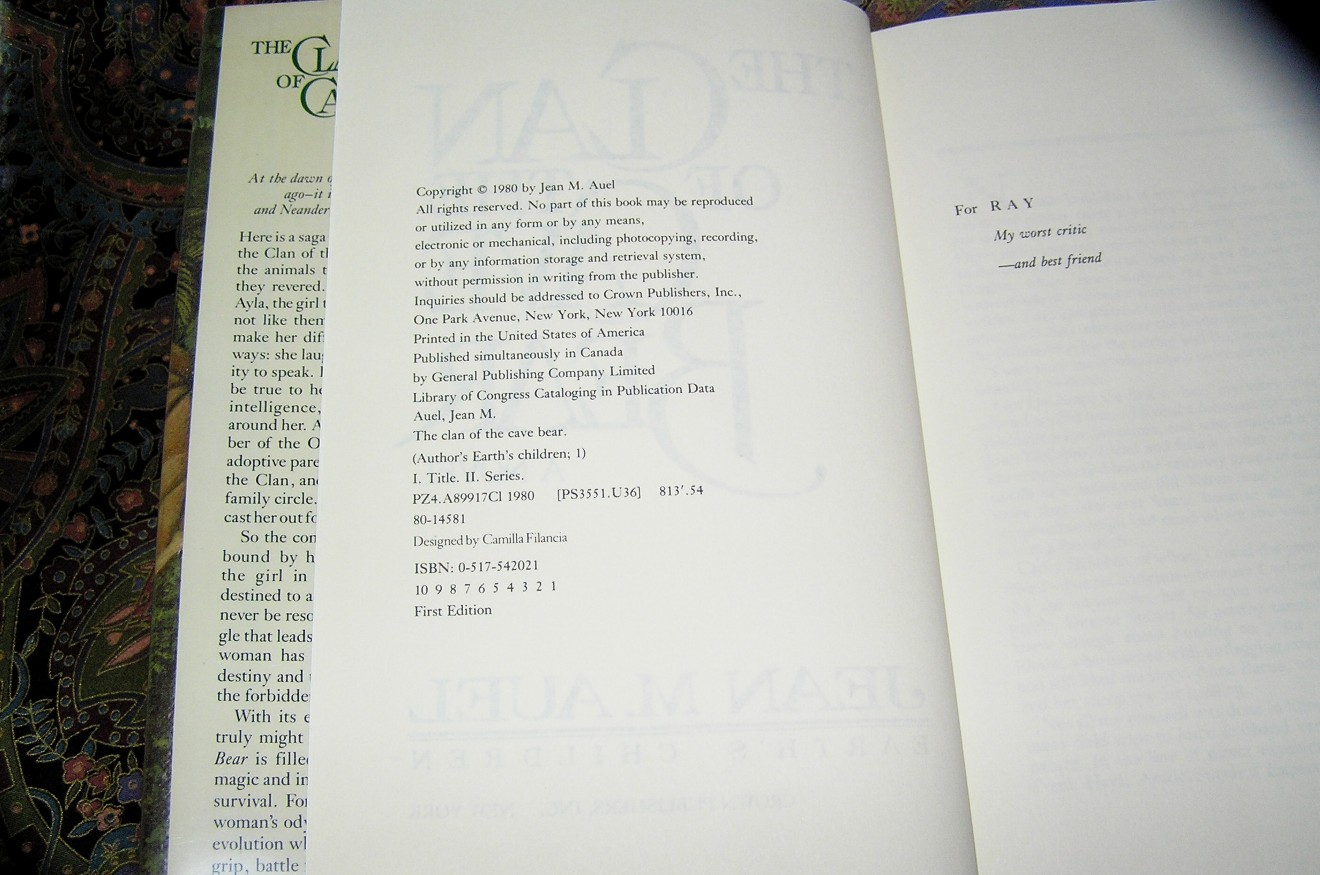 THE CLA
OF
CA
At the dawn o
ago—it i
and Neander
Here is a saga
the Clan of t
the animals t
they revered.
Ayla, the girl
not like them
make her dif
ways: she lau
ity to speak.
be true to he
intelligence,
around her. A
ber of the O
adoptive pare
the Clan, an
family circle.
cast her out fo
So the con
bound by h
the girl in
destined to a
never be reso
gle that leads
woman has
destiny and
the forbidde
With its e
truly might
Bear is fille
magic and in
survival. For
woman's ody
evolution wh
grip, battle
Copyright © 1980 by Jean M. Auel
All rights reserved. No part of this book may be reproduced
or utilized in any form or by any means,
electronic or mechanical, including photocopying, recording,
or by any information storage and retrieval system,
without permission in writing from the publisher.
Inquiries should be addressed to Crown Publishers, Inc.,
One Park Avenue, New York, New York 10016
Printed in the United States of America
Published simultaneously in Canada
by General Publishing Company Limited
Library of Congress Cataloging in Publication Data
Auel, Jean M.
The clan of the cave bear.
(Author's Earth's children; 1)
I. Title. II. Series.
PZ4.A89917Cl 1980 [PS3551.U36] 813'.54
80-14581
Designed by Camilla Filancia
ISBN: 0-517-542021
10 9 8 7 6 5 4 3 2 1
First Edition
THE
CLAN
OF THE
BEAR
JEAN M. AUEL
EARTH'S CHILDREN
For RAY
My worst critic
—and best friend